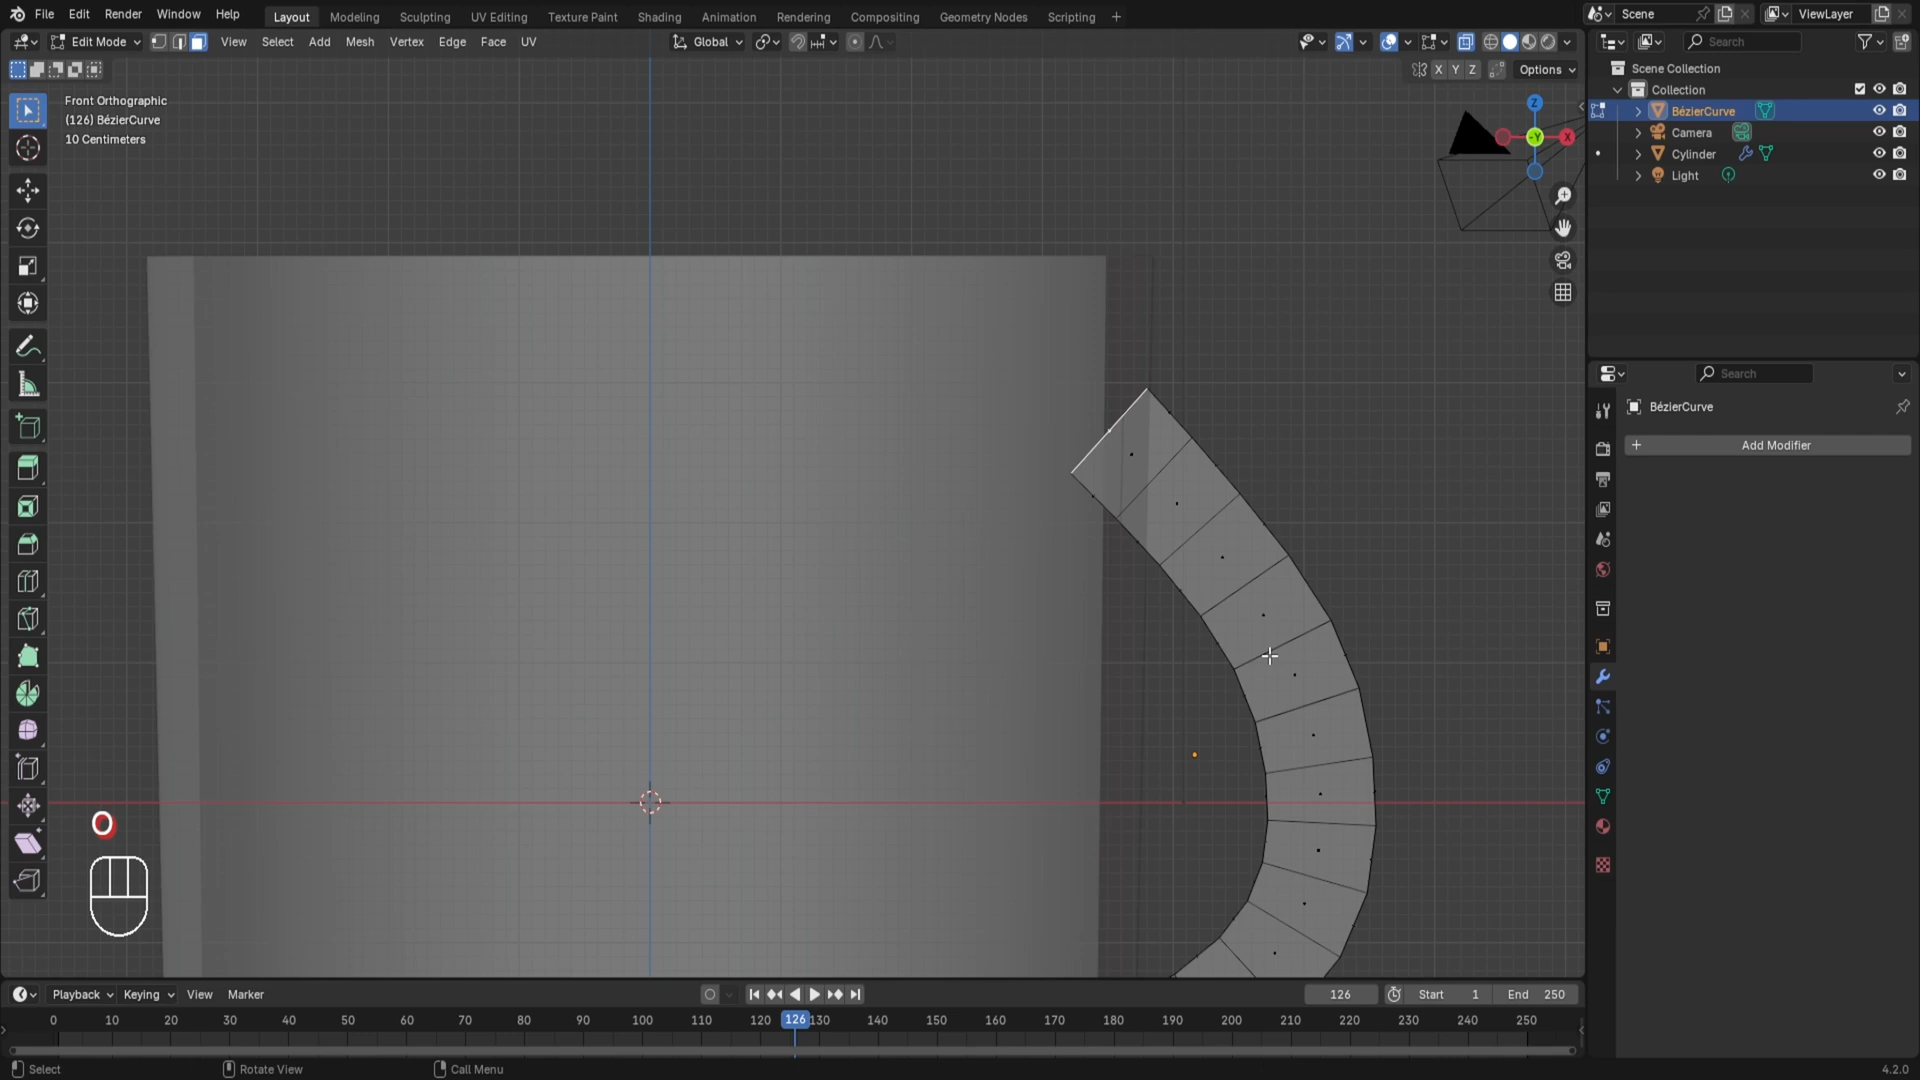 File Edit Render Window Help Layout Modeling Sculpting UV Editing Texture Paint Shading Animation Rendering Compositing Geometry Nodes Scripting + Scene ViewLayer
Edit Mode View Select Add Mesh Vertex Edge Face UV Global Search
X Y Z Options
Scene Collection
Collection
BézierCurve
Camera
Cylinder
Light
Front Orthographic
(126) BézierCurve
10 Centimeters
Z
-Y
X
Search
BézierCurve
+ Add Modifier
O
Playback Keying View Marker 126 Start 1 End 250
0 10 20 30 40 50 60 70 80 90 100 110 120 126 130 140 150 160 170 180 190 200 210 220 230 240 250
Select Rotate View Call Menu 4.2.0